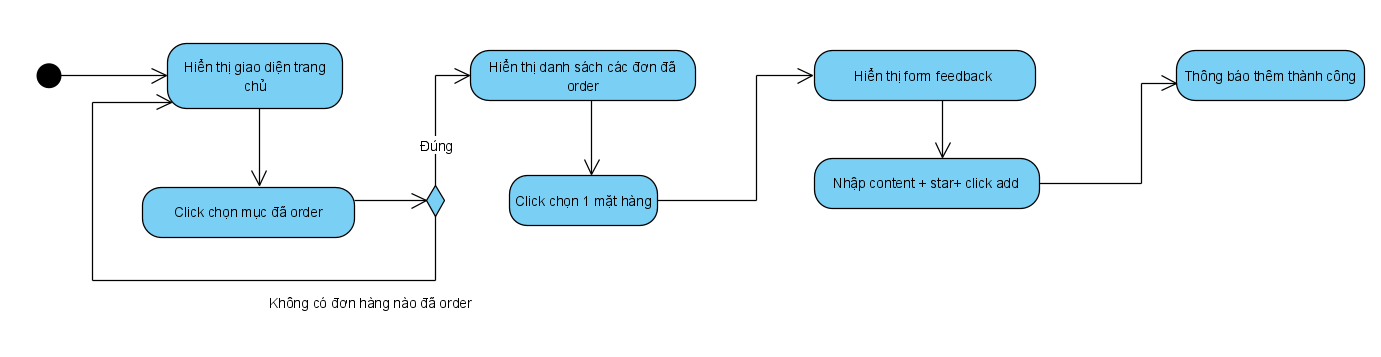 Hiển thị giao diện trang
chủ
Click chọn mục đã order
Đúng
Không có đơn hàng nào đã order
Hiển thị danh sách các đơn đã
order
Click chọn 1 mặt hàng
Hiển thị form feedback
Nhập content + star+ click add
Thông báo thêm thành công